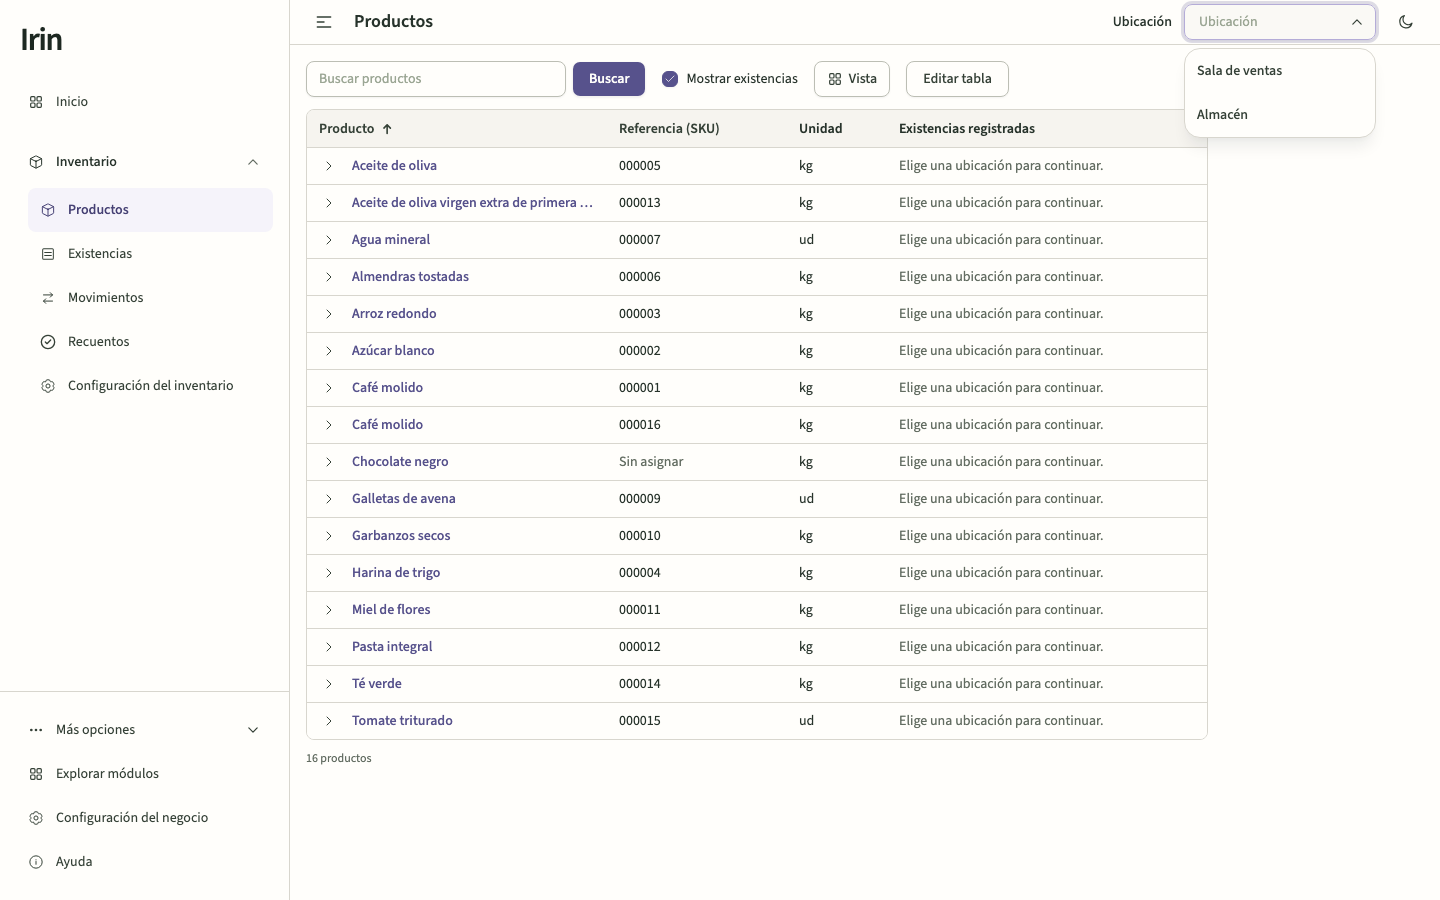 Irin
Inicio
Inventario
Productos
Existencias
Movimientos
Recuentos
Configuración del inventario
Más opciones
Explorar módulos
Configuración del negocio
Ayuda
Productos
Ubicación Ubicación
Sala de ventas
Almacén
Buscar productos Buscar Mostrar existencias Vista Editar tabla
Producto Referencia (SKU) Unidad Existencias registradas
Aceite de oliva 000005 kg Elige una ubicación para continuar.
Aceite de oliva virgen extra de primera … 000013 kg Elige una ubicación para continuar.
Agua mineral 000007 ud Elige una ubicación para continuar.
Almendras tostadas 000006 kg Elige una ubicación para continuar.
Arroz redondo 000003 kg Elige una ubicación para continuar.
Azúcar blanco 000002 kg Elige una ubicación para continuar.
Café molido 000001 kg Elige una ubicación para continuar.
Café molido 000016 kg Elige una ubicación para continuar.
Chocolate negro Sin asignar kg Elige una ubicación para continuar.
Galletas de avena 000009 ud Elige una ubicación para continuar.
Garbanzos secos 000010 kg Elige una ubicación para continuar.
Harina de trigo 000004 kg Elige una ubicación para continuar.
Miel de flores 000011 kg Elige una ubicación para continuar.
Pasta integral 000012 kg Elige una ubicación para continuar.
Té verde 000014 kg Elige una ubicación para continuar.
Tomate triturado 000015 ud Elige una ubicación para continuar.
16 productos